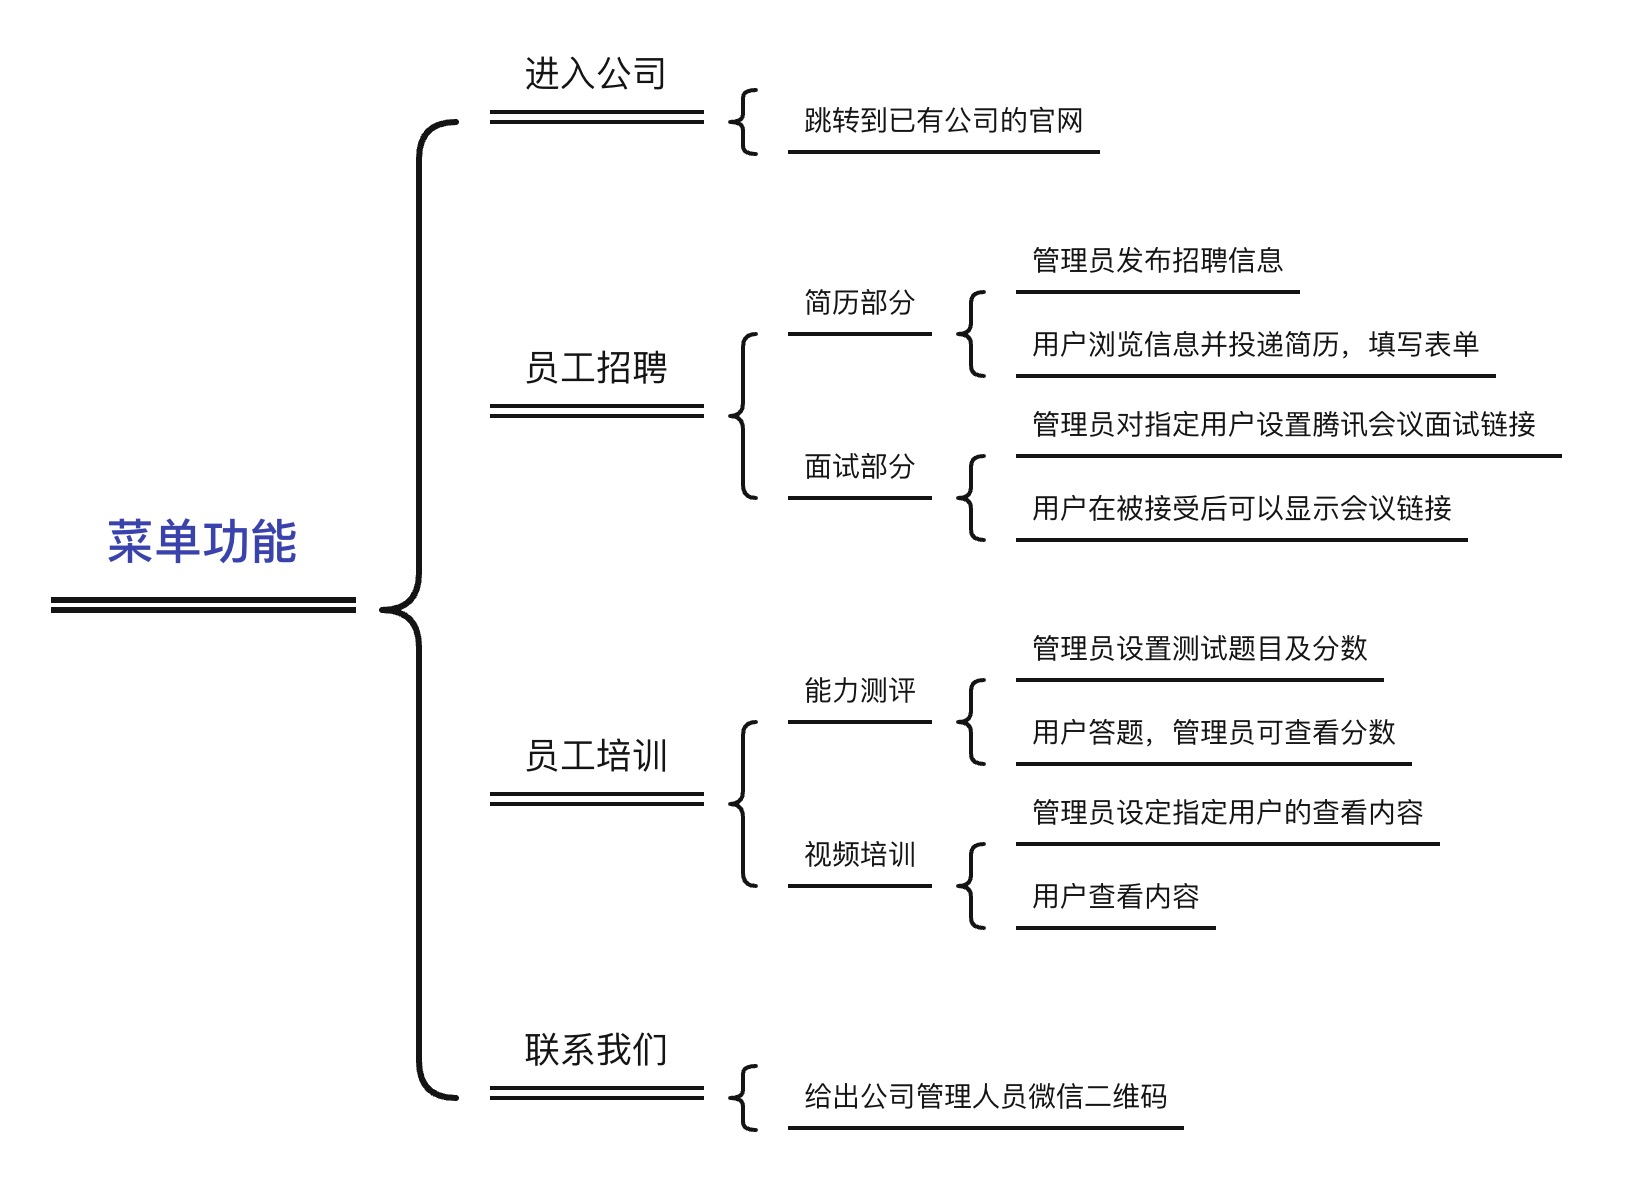 菜单功能
进入公司
跳转到已有公司的官网
员工招聘
简历部分
管理员发布招聘信息
用户浏览信息并投递简历，填写表单
面试部分
管理员对指定用户设置腾讯会议面试链接
用户在被接受后可以显示会议链接
员工培训
能力测评
管理员设置测试题目及分数
用户答题，管理员可查看分数
视频培训
管理员设定指定用户的查看内容
用户查看内容
联系我们
给出公司管理人员微信二维码